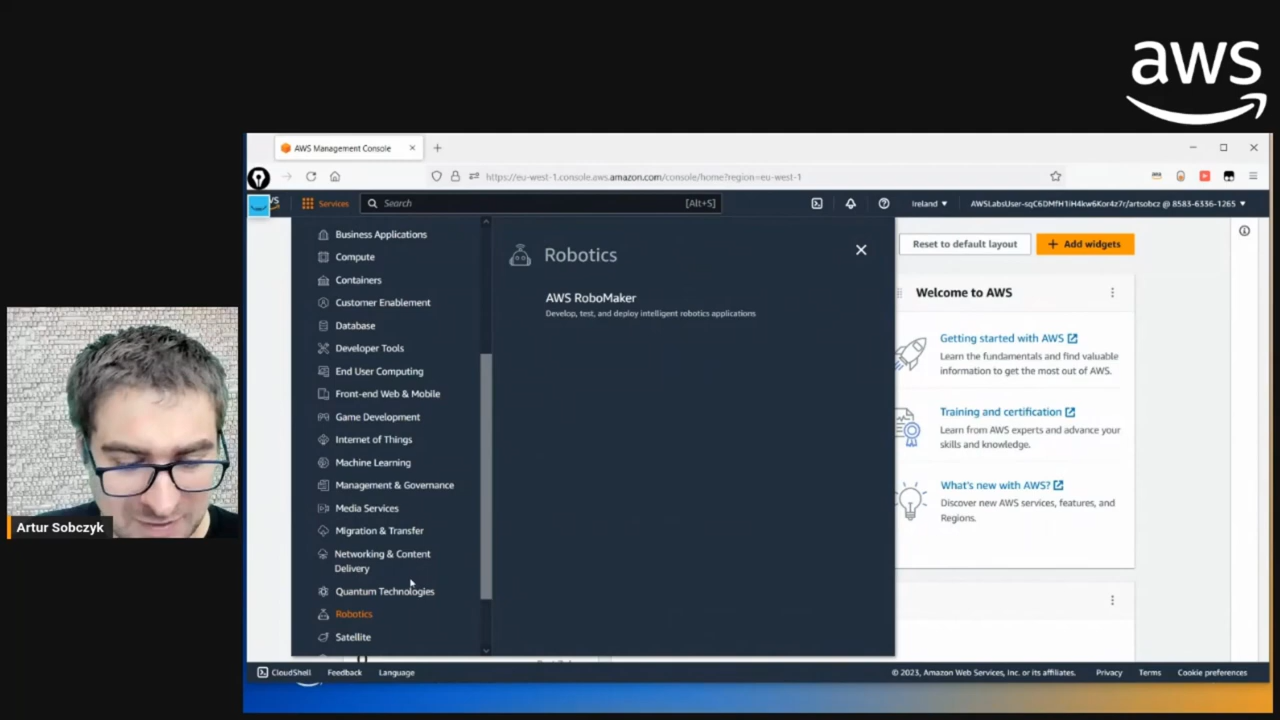 aws
AWS Management Console
https://eu-west-1.console.aws.amazon.com/console/home?region=eu-west-1
Services
Search
[Alt+S]
Ireland
AWSLabsUser-sqC6DMfH1iH4kw6Kor4z7r/artsobcz @ 8583-6336-1265
Business Applications
Compute
Containers
Customer Enablement
Database
Developer Tools
End User Computing
Front-end Web & Mobile
Game Development
Internet of Things
Machine Learning
Management & Governance
Media Services
Migration & Transfer
Networking & Content
Delivery
Quantum Technologies
Robotics
Satellite
Robotics
AWS RoboMaker
Develop, test, and deploy intelligent robotics applications
Reset to default layout
+ Add widgets
Welcome to AWS
Getting started with AWS
Learn the fundamentals and find valuable
information to get the most out of AWS.
Training and certification
Learn from AWS experts and advance your
skills and knowledge.
What's new with AWS?
Discover new AWS services, features, and
Regions.
Artur Sobczyk
CloudShell
Feedback
Language
© 2023, Amazon Web Services, Inc. or its affiliates.
Privacy
Terms
Cookie preferences